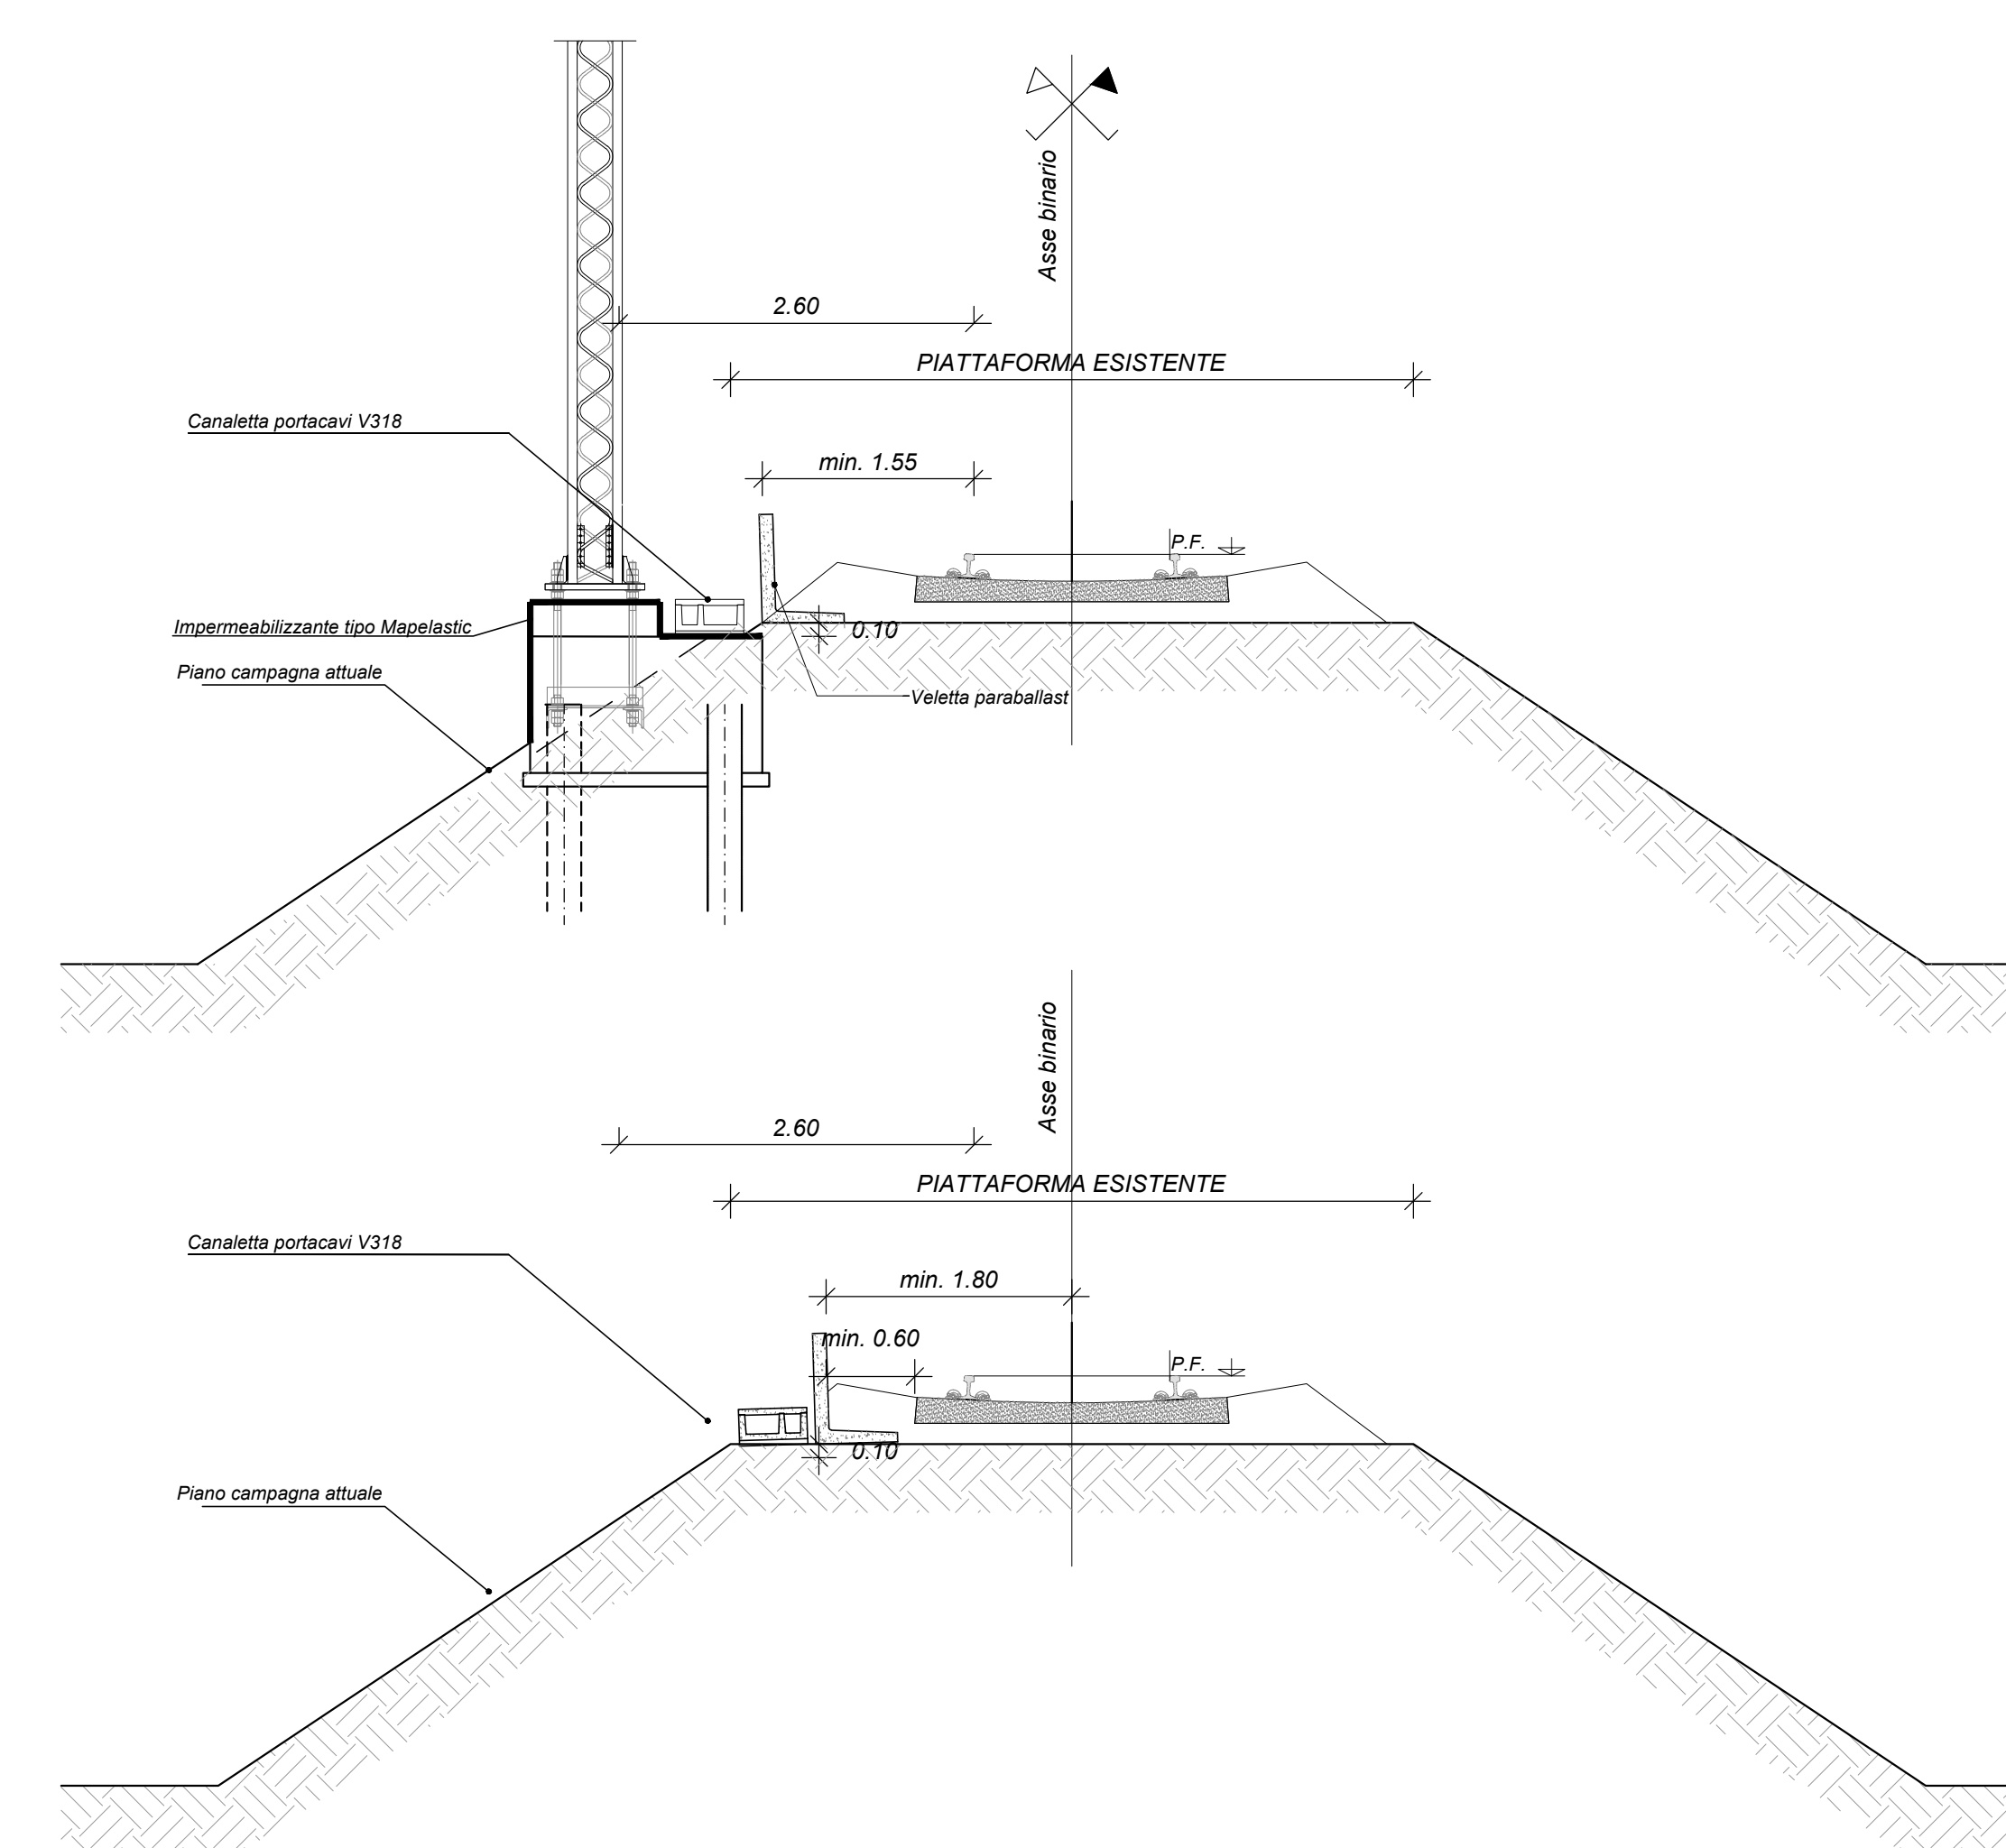 Asse binario
2.60
PIATTAFORMA ESISTENTE
Canaletta portacavi V318
min. 1.55
P.F.
Impermeabilizzante tipo Mapelastic
0.10
Piano campagna attuale
Veletta paraballast
Asse binario
2.60
PIATTAFORMA ESISTENTE
Canaletta portacavi V318
min. 1.80
min. 0.60
P.F.
0.10
Piano campagna attuale